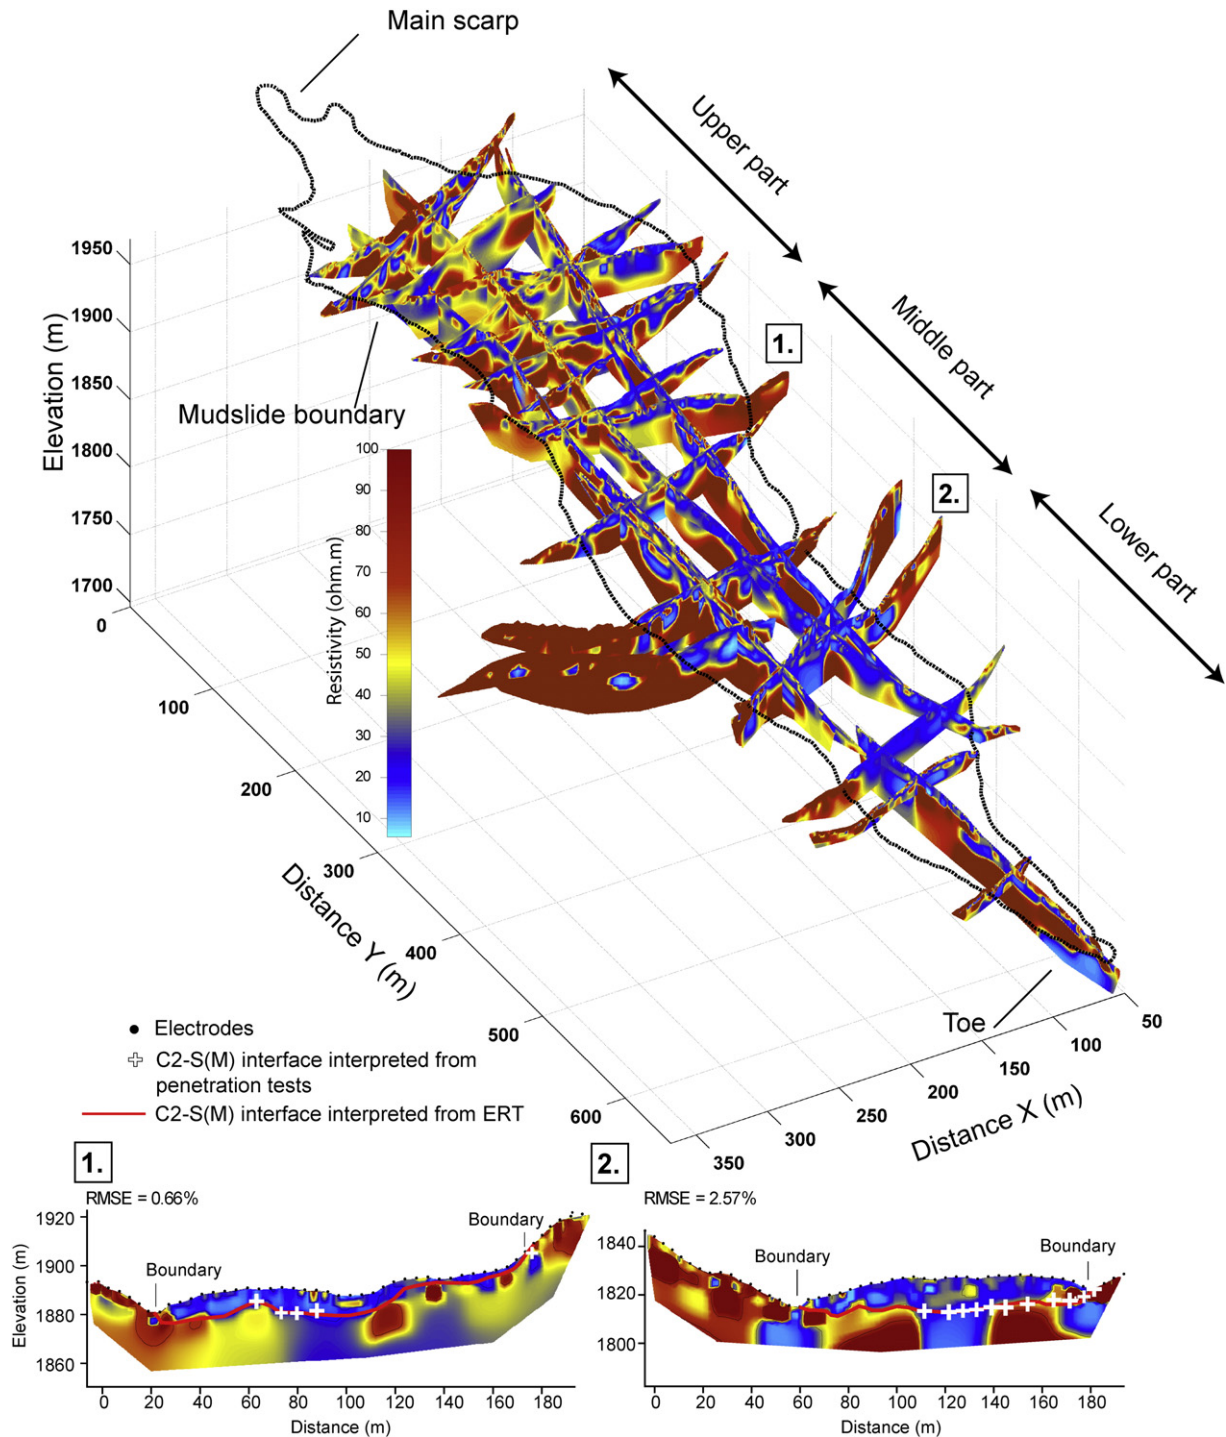 Main scarp
Upper part
Middle part
Lower part
1.
2.
Mudslide boundary
Elevation (m)
1950
1900
1850
1800
1750
1700
0
100
200
300
400
500
600
Distance Y (m)
Resistivity (ohm.m)
100
90
80
70
60
50
40
30
20
10
Toe
50
100
150
200
250
300
350
Distance X (m)
Electrodes
C2-S(M) interface interpreted from
penetration tests
C2-S(M) interface interpreted from ERT
1.
RMSE = 0.66%
Boundary
Boundary
Elevation (m)
1920
1900
1880
1860
0 20 40 60 80 100 120 140 160 180
Distance (m)
2.
RMSE = 2.57%
Boundary
Boundary
1840
1820
1800
0 20 40 60 80 100 120 140 160 180
Distance (m)